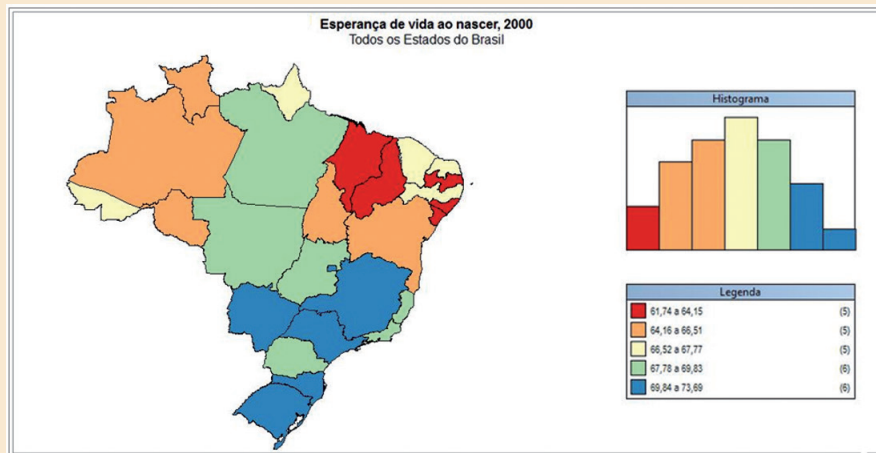 Esperança de vida ao nascer, 2000
Todos os Estados do Brasil
Histograma
Legenda
61,74 a 64,15 (5)
64,16 a 66,51 (5)
66,52 a 67,77 (5)
67,78 a 69,83 (6)
69,84 a 73,69 (6)